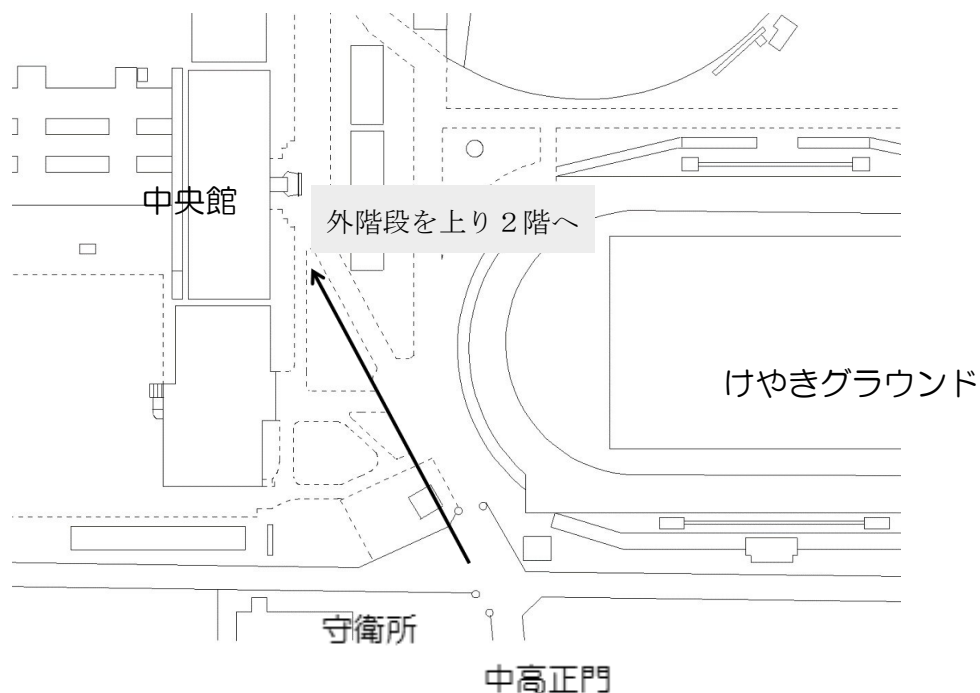 中央館
外階段を上り２階へ
けやきグラウンド
守衛所
中高正門